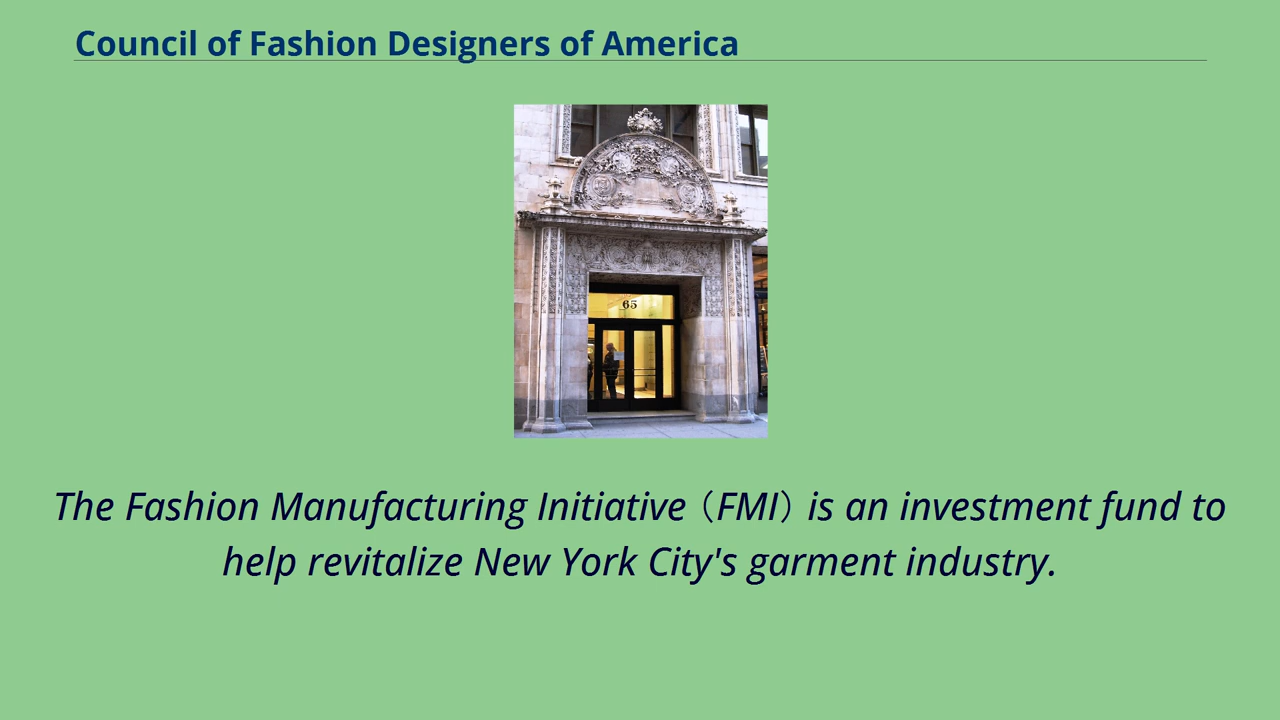 Council of Fashion Designers of America
65
The Fashion Manufacturing Initiative（FMI）is an investment fund to
help revitalize New York City's garment industry.